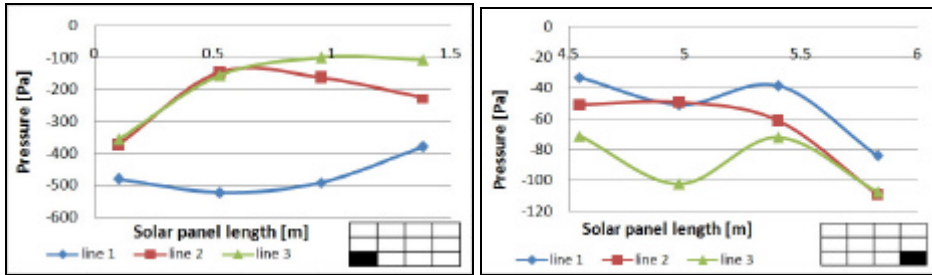 0
0 0.5 1 1.5
-100
-200
-300
-400
-500
-600
Pressure [Pa]
Solar panel length [m]
line 1 line 2 line 3
0
4.5 5 5.5 6
-20
-40
-60
-80
-100
-120
Pressure [Pa]
Solar panel length [m]
line 1 line 2 line 3